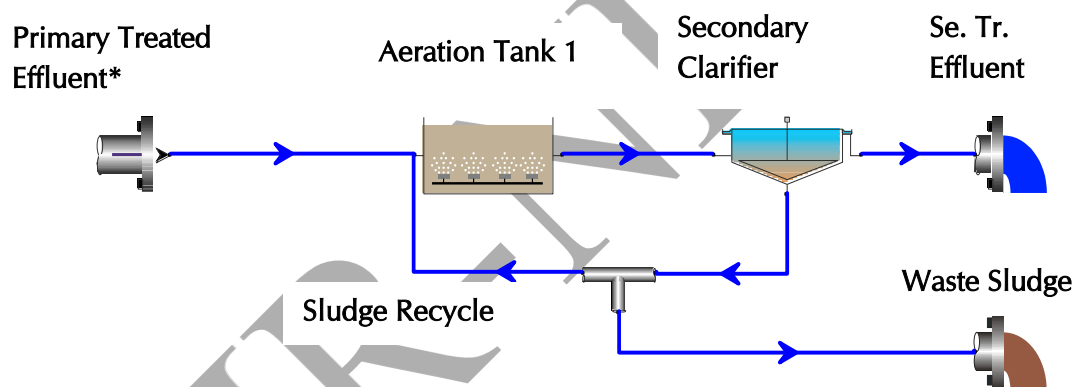 Primary Treated
Effluent*
Aeration Tank 1
Secondary
Clarifier
Se. Tr.
Effluent
Sludge Recycle
Waste Sludge